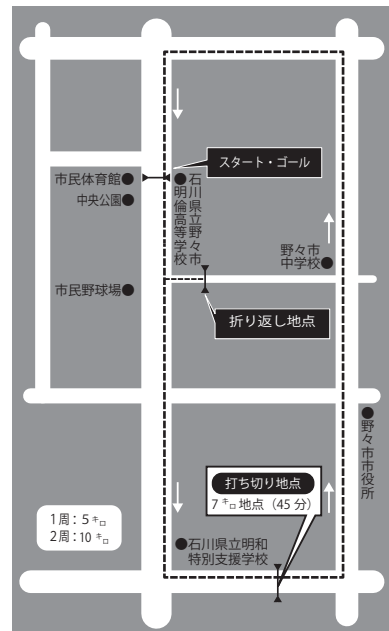 スタート・ゴール
市民体育館
中央公園
石川県立野々市
明倫高等学校
野々市
中学校
市民野球場
折り返し地点
野々市市役所
打ち切り地点
7㌔地点（45 分）
1周：5㌔
2周：10㌔
石川県立明和
特別支援学校